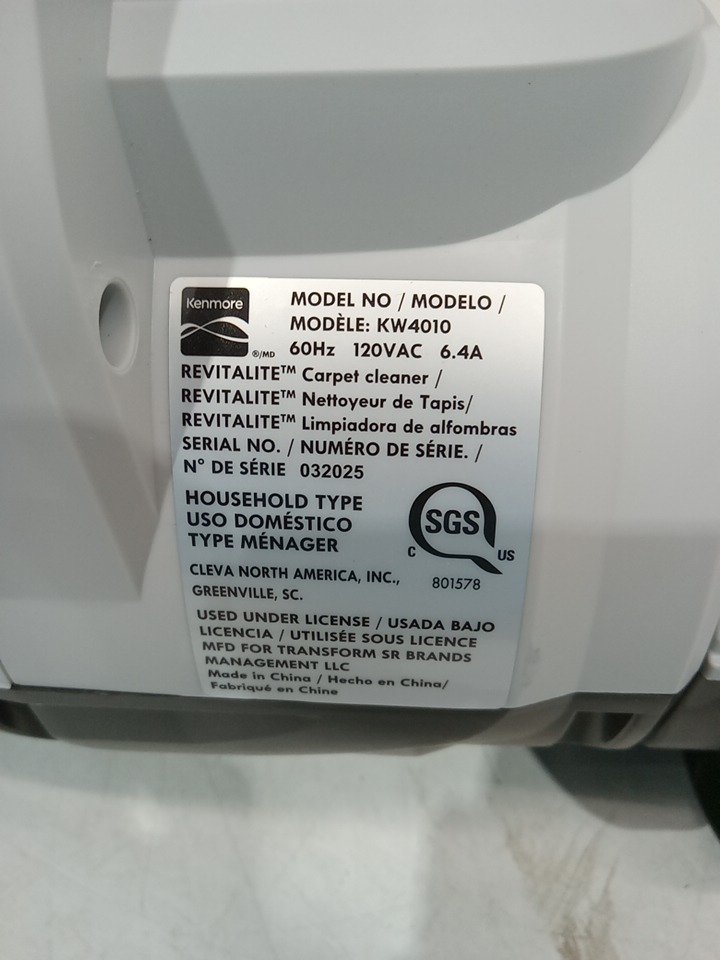 Kenmore
®/MD
MODEL NO / MODELO /
MODÈLE: KW4010
60Hz 120VAC 6.4A
REVITALITE™ Carpet cleaner /
REVITALITE™ Nettoyeur de Tapis/
REVITALITE™ Limpiadora de alfombras
SERIAL NO. / NUMÉRO DE SÉRIE. /
N° DE SÉRIE 032025
HOUSEHOLD TYPE
USO DOMÉSTICO
TYPE MÉNAGER
SGS
C US
801578
CLEVA NORTH AMERICA, INC.,
GREENVILLE, SC.
USED UNDER LICENSE / USADA BAJO
LICENCIA / UTILISÉE SOUS LICENCE
MFD FOR TRANSFORM SR BRANDS
MANAGEMENT LLC
Made in China / Hecho en China/
Fabriqué en Chine